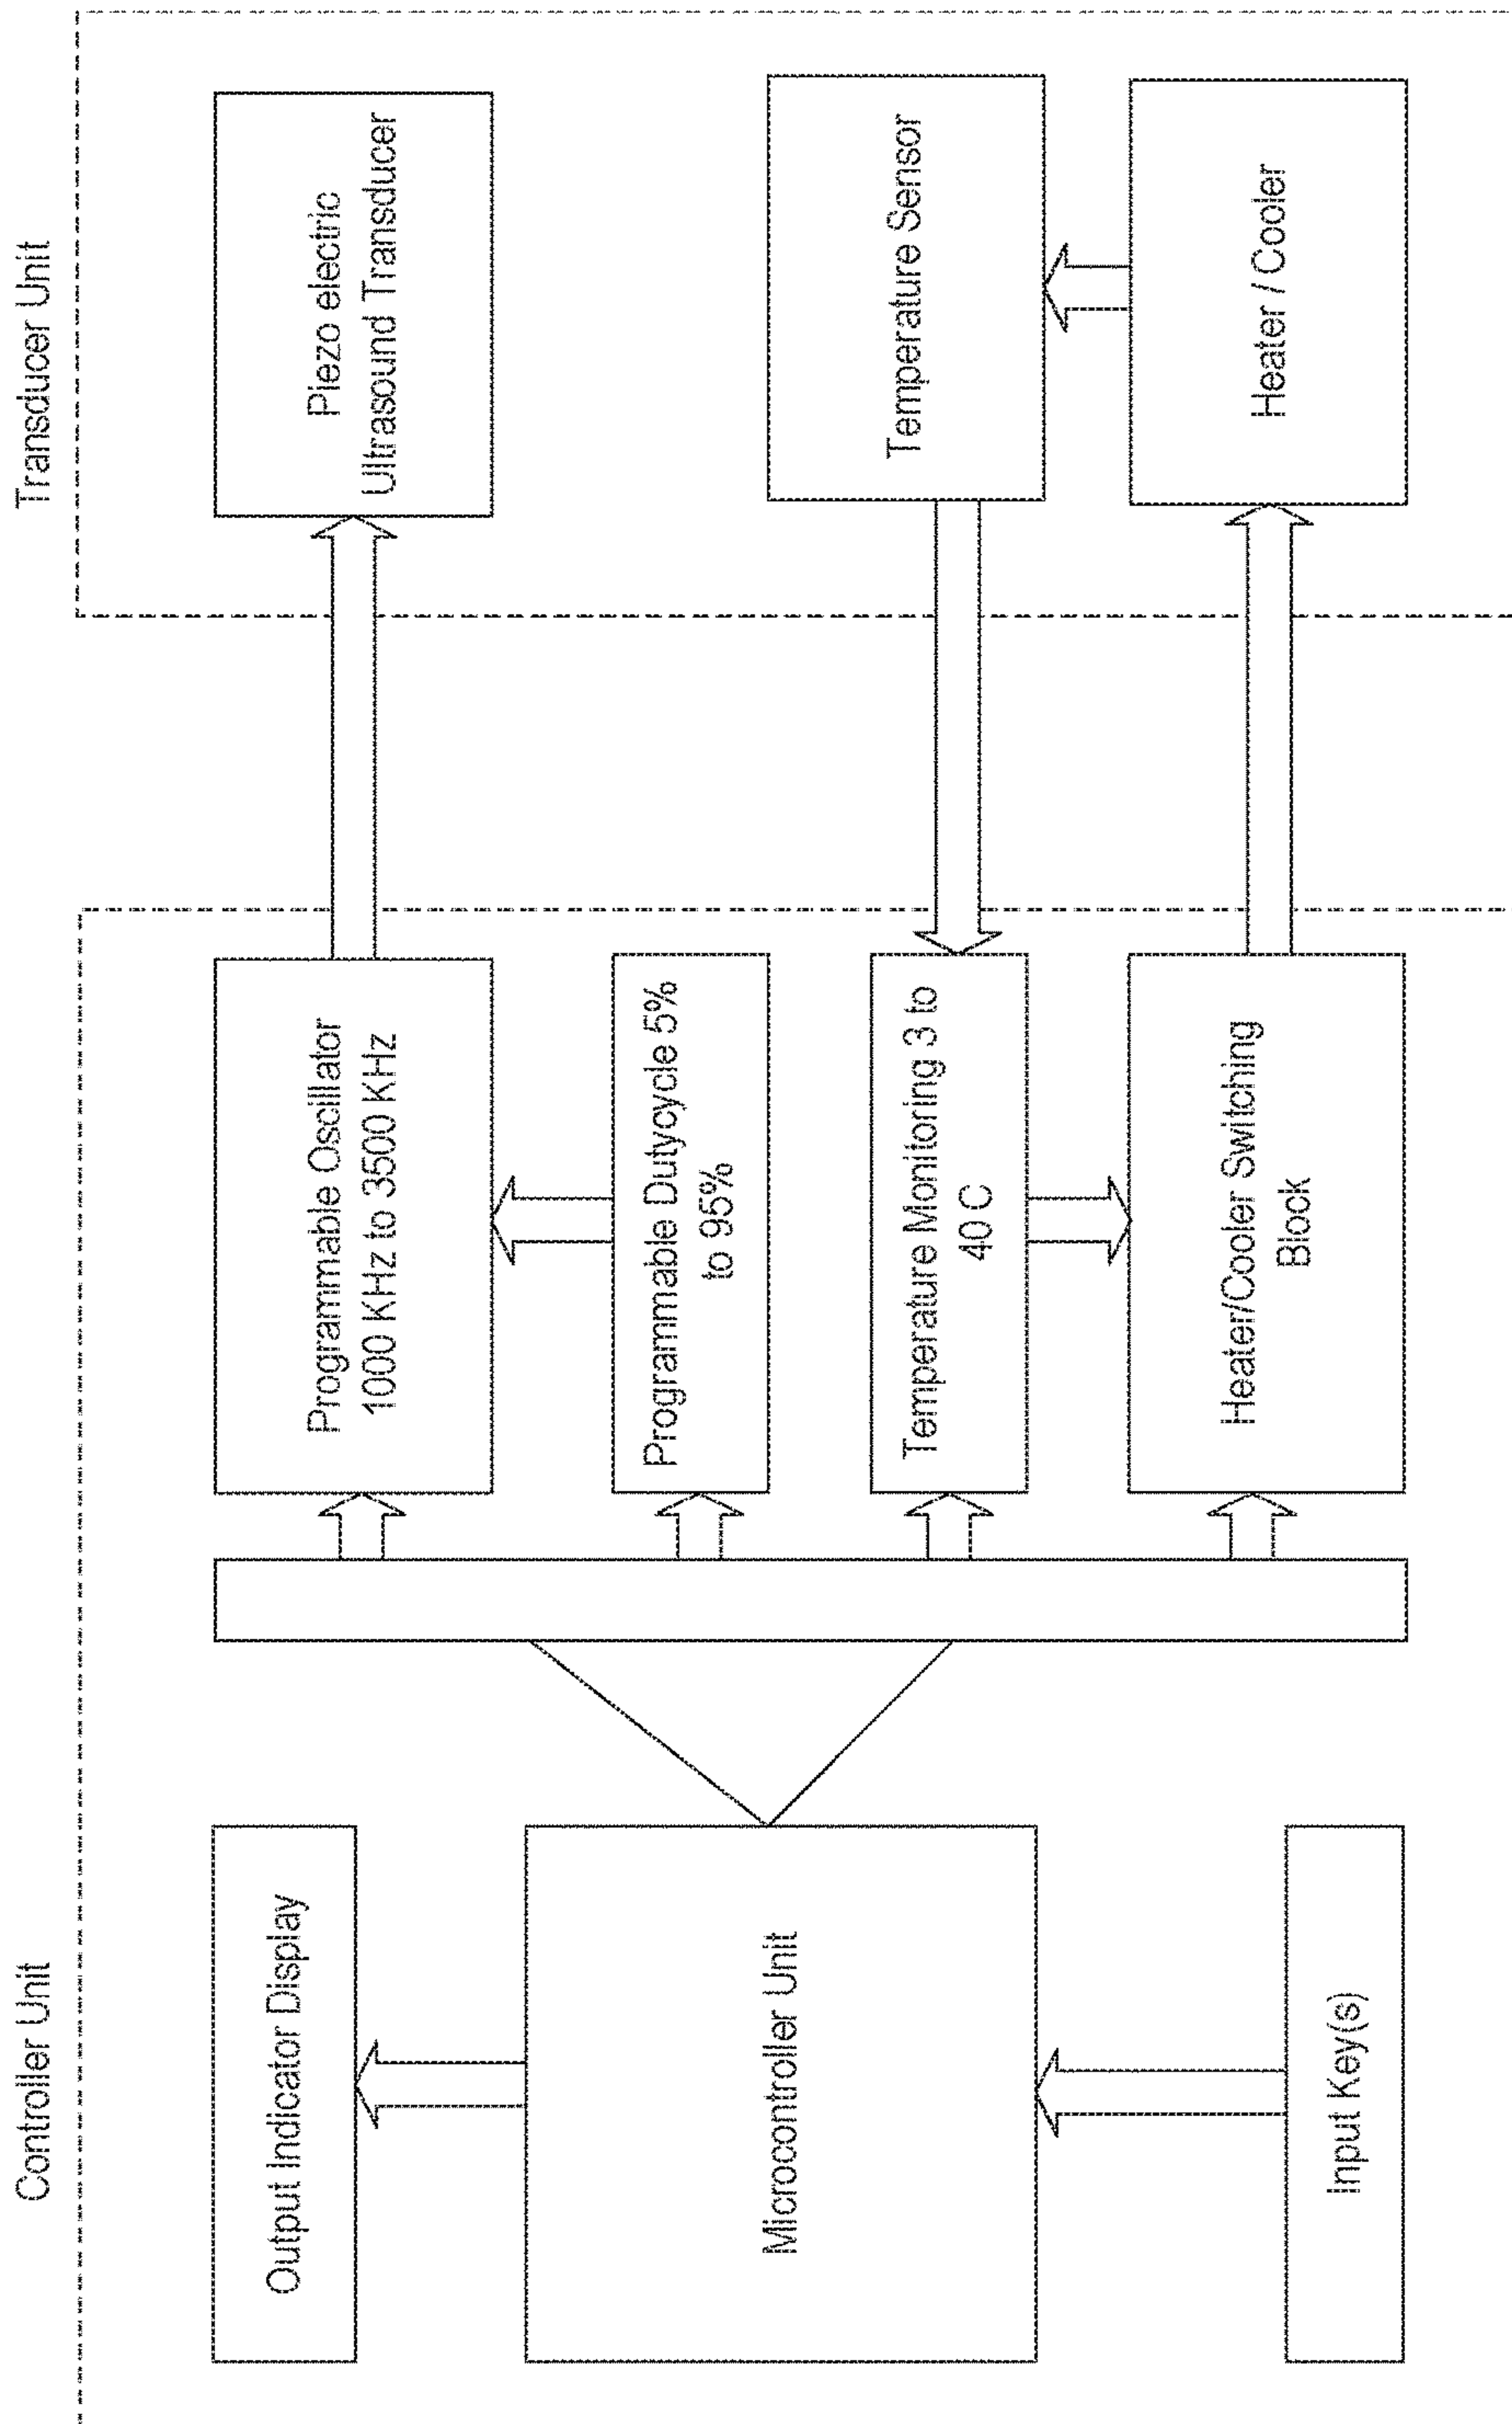 Controller Unit
Transducer Unit
Output Indicator Display
Microcontroller Unit
Input Key(s)
Programmable Oscillator
1000 KHz to 3500 KHz
Programmable Dutycycle 5%
to 95%
Temperature Monitoring 3 to
40 C
Heater/Cooler Switching
Block
Piezo electric
Ultrasound Transducer
Temperature Sensor
Heater / Cooler